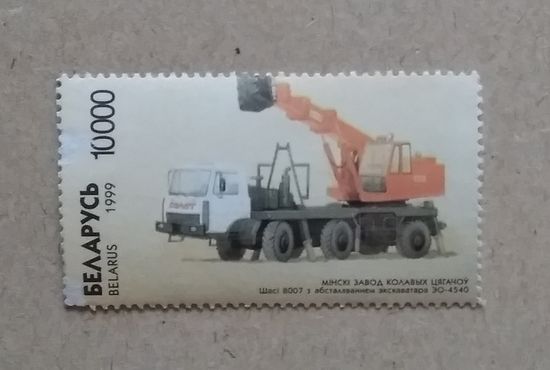 БЕЛАРУСЬ 10000
BELARUS 1999
МІНСКІ ЗАВОД КОЛАВЫХ ЦЯГАЧОЎ
Шасі 8007 з абсталяваннем экскаватара ЭО-4540